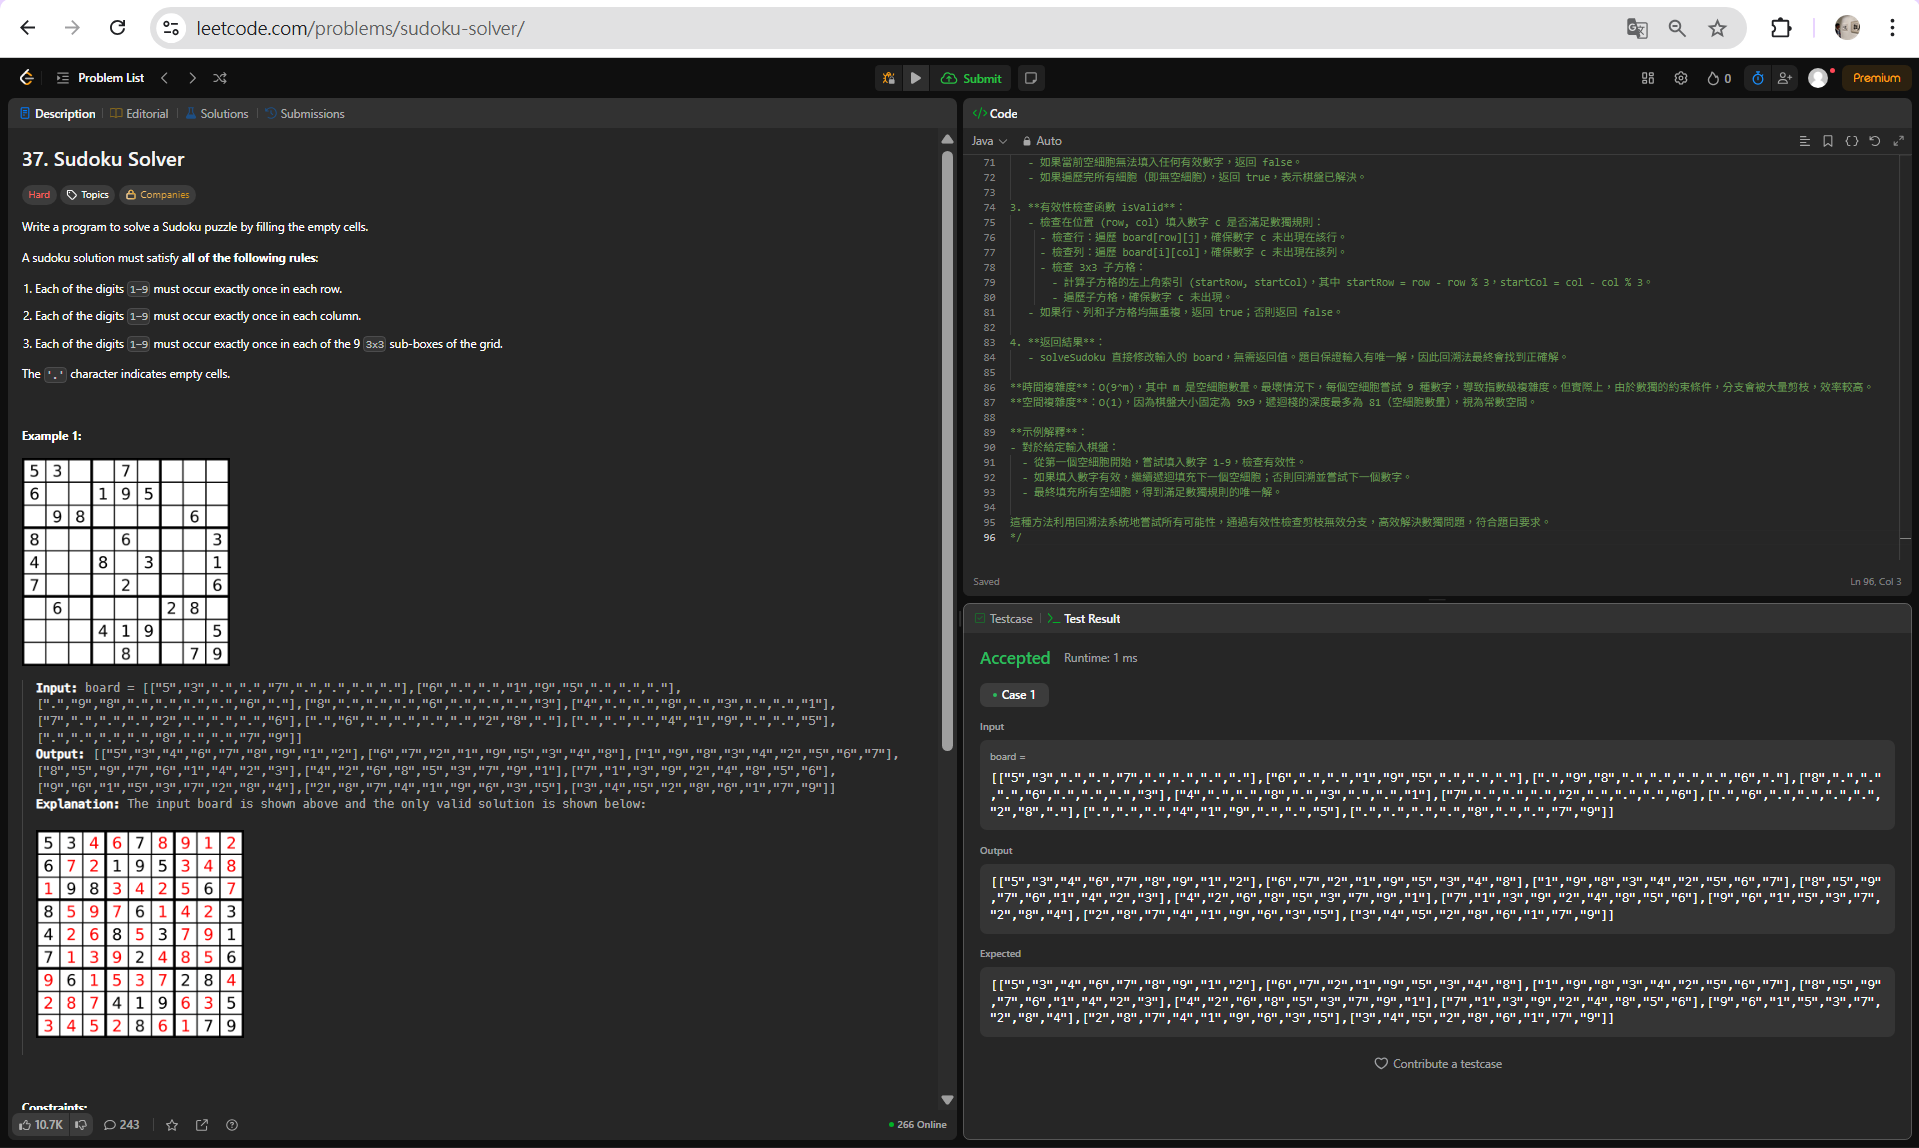 leetcode.com/problems/sudoku-solver/
Problem List
Submit
0
Premium
Description
Editorial
Solutions
Submissions
37. Sudoku Solver
Hard
Topics
Companies
Write a program to solve a Sudoku puzzle by filling the empty cells.
A sudoku solution must satisfy all of the following rules:
1. Each of the digits 1-9 must occur exactly once in each row.
2. Each of the digits 1-9 must occur exactly once in each column.
3. Each of the digits 1-9 must occur exactly once in each of the 9 3x3 sub-boxes of the grid.
The '.' character indicates empty cells.
Example 1:
5 3 7
6 1 9 5
9 8 6
8 6 3
4 8 3 1
7 2 6
6 2 8
4 1 9 5
8 7 9
Input: board = [["5","3",".",".","7",".",".",".","."],["6",".",".","1","9","5",".",".","."],
[".","9","8",".",".",".",".","6","."],["8",".",".",".","6",".",".",".","3"],["4",".",".","8",".","3",".",".","1"],
["7",".",".",".","2",".",".",".","6"],[".","6",".",".",".",".","2","8","."],[".",".",".","4","1","9",".",".","5"],
[".",".",".",".","8",".",".","7","9"]]
Output: [["5","3","4","6","7","8","9","1","2"],["6","7","2","1","9","5","3","4","8"],["1","9","8","3","4","2","5","6","7"],
["8","5","9","7","6","1","4","2","3"],["4","2","6","8","5","3","7","9","1"],["7","1","3","9","2","4","8","5","6"],
["9","6","1","5","3","7","2","8","4"],["2","8","7","4","1","9","6","3","5"],["3","4","5","2","8","6","1","7","9"]]
Explanation: The input board is shown above and the only valid solution is shown below:
5 3 4 6 7 8 9 1 2
6 7 2 1 9 5 3 4 8
1 9 8 3 4 2 5 6 7
8 5 9 7 6 1 4 2 3
4 2 6 8 5 3 7 9 1
7 1 3 9 2 4 8 5 6
9 6 1 5 3 7 2 8 4
2 8 7 4 1 9 6 3 5
3 4 5 2 8 6 1 7 9
Constraints:
10.7K
243
266 Online
</> Code
Java
Auto
71 - 如果當前空細胞無法填入任何有效數字，返回 false。
72 - 如果遍歷完所有細胞（即無空細胞），返回 true，表示棋盤已解決。
73
74 3. **有效性檢查函數 isValid**：
75 - 檢查在位置 (row, col) 填入數字 c 是否滿足數獨規則：
76 - 檢查行：遍歷 board[row][j]，確保數字 c 未出現在該行。
77 - 檢查列：遍歷 board[i][col]，確保數字 c 未出現在該列。
78 - 檢查 3x3 子方格：
79 - 計算子方格的左上角索引 (startRow, startCol)，其中 startRow = row - row % 3，startCol = col - col % 3。
80 - 遍歷子方格，確保數字 c 未出現。
81 - 如果行、列和子方格均無重複，返回 true；否則返回 false。
82
83 4. **返回結果**：
84 - solveSudoku 直接修改輸入的 board，無需返回值。題目保證輸入有唯一解，因此回溯法最終會找到正確解。
85
86 **時間複雜度**：O(9^m)，其中 m 是空細胞數量。最壞情況下，每個空細胞嘗試 9 種數字，導致指數級複雜度。但實際上，由於數獨的約束條件，分支會被大量剪枝，效率較高。
87 **空間複雜度**：O(1)，因為棋盤大小固定為 9x9，遞迴棧的深度最多為 81（空細胞數量），視為常數空間。
88
89 **示例解釋**：
90 - 對於給定輸入棋盤：
91 - 從第一個空細胞開始，嘗試填入數字 1-9，檢查有效性。
92 - 如果填入數字有效，繼續遞迴填充下一個空細胞；否則回溯並嘗試下一個數字。
93 - 最終填充所有空細胞，得到滿足數獨規則的唯一解。
94
95 這種方法利用回溯法系統地嘗試所有可能性，通過有效性檢查剪枝無效分支，高效解決數獨問題，符合題目要求。
96 */
Saved
Ln 96, Col 3
Testcase
Test Result
Accepted
Runtime: 1 ms
Case 1
Input
board =
[["5","3",".",".","7",".",".",".","."],["6",".",".","1","9","5",".",".","."],[".","9","8",".",".",".",".","6","."],["8",".",".","."
,"6",".",".",".","3"],["4",".",".","8",".","3",".",".","1"],["7",".",".",".","2",".",".",".","6"],[".","6",".",".",".",".",
"2","8","."],[".",".",".","4","1","9",".",".","5"],[".",".",".",".","8",".",".","7","9"]]
Output
[["5","3","4","6","7","8","9","1","2"],["6","7","2","1","9","5","3","4","8"],["1","9","8","3","4","2","5","6","7"],["8","5","9"
,"7","6","1","4","2","3"],["4","2","6","8","5","3","7","9","1"],["7","1","3","9","2","4","8","5","6"],["9","6","1","5","3","7",
"2","8","4"],["2","8","7","4","1","9","6","3","5"],["3","4","5","2","8","6","1","7","9"]]
Expected
[["5","3","4","6","7","8","9","1","2"],["6","7","2","1","9","5","3","4","8"],["1","9","8","3","4","2","5","6","7"],["8","5","9"
,"7","6","1","4","2","3"],["4","2","6","8","5","3","7","9","1"],["7","1","3","9","2","4","8","5","6"],["9","6","1","5","3","7",
"2","8","4"],["2","8","7","4","1","9","6","3","5"],["3","4","5","2","8","6","1","7","9"]]
Contribute a testcase